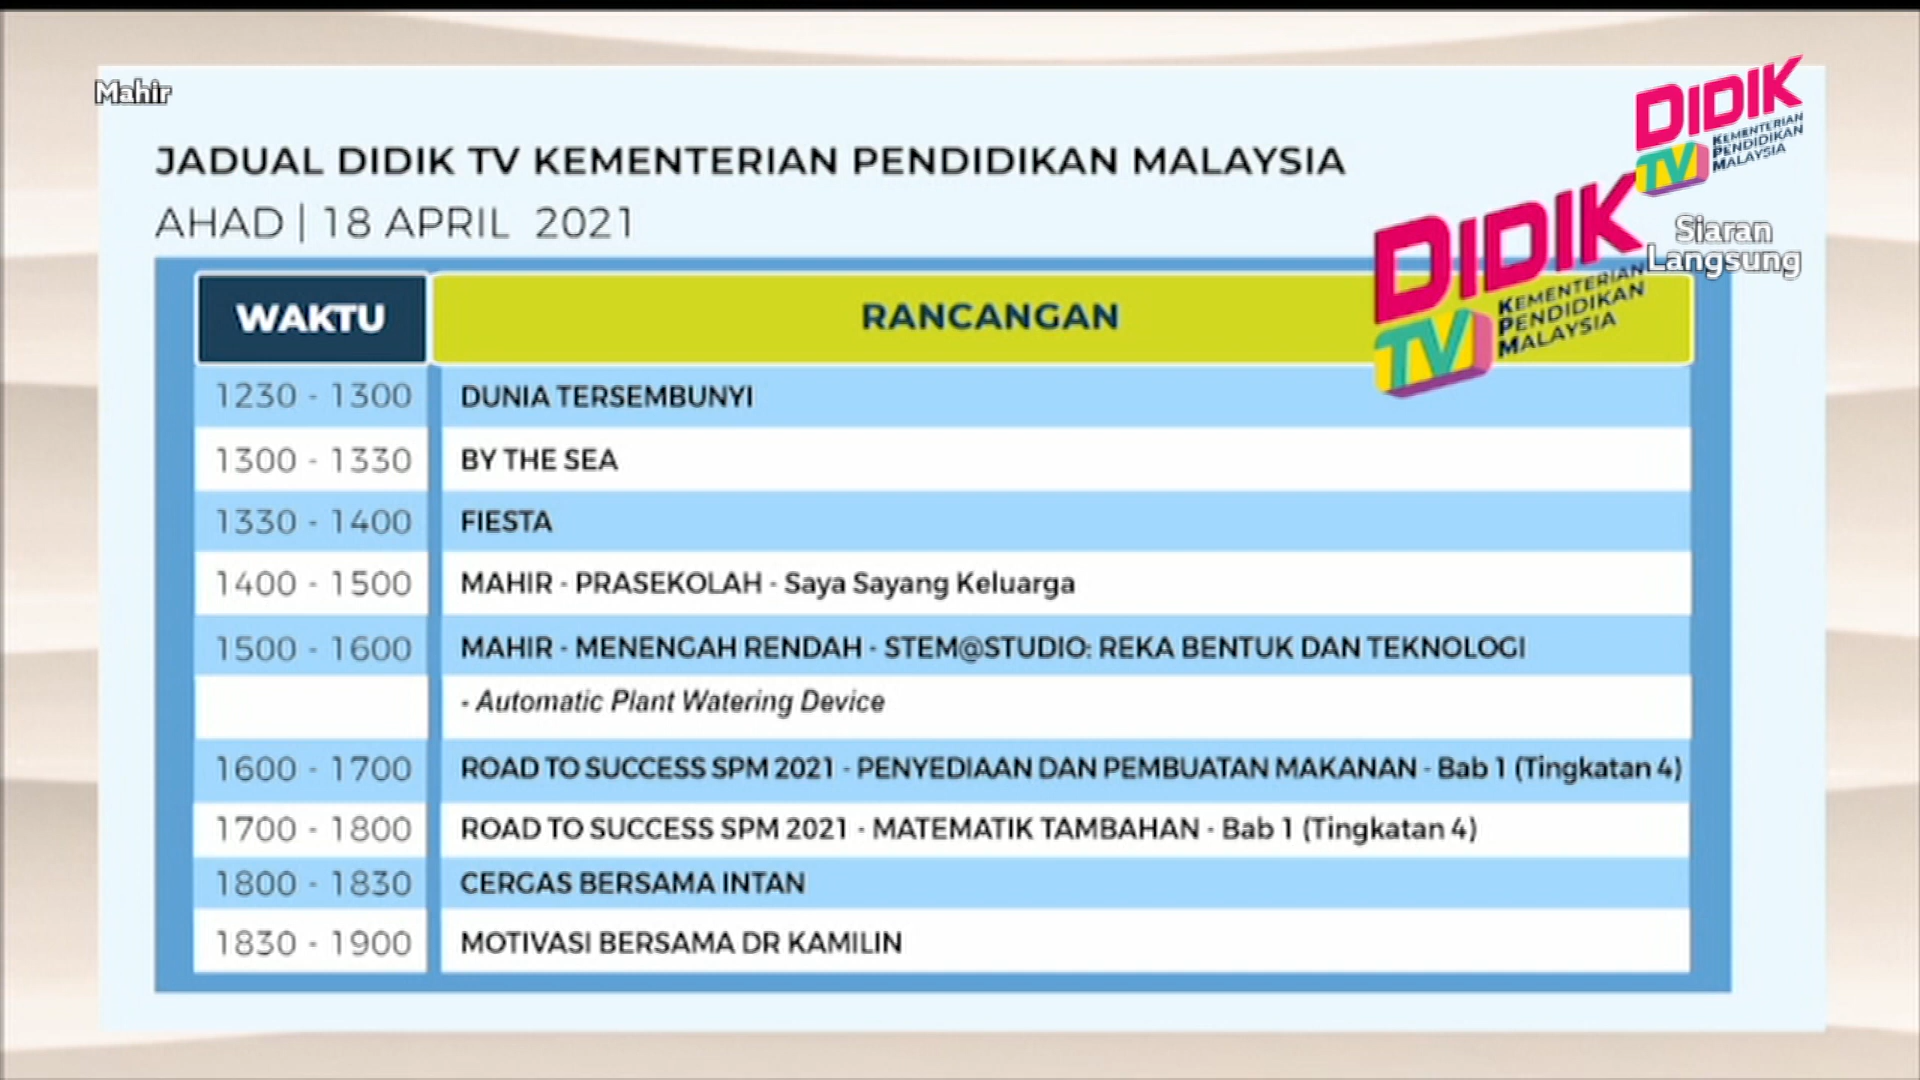 Mahir
DIDIK
TV
KEMENTERIAN
PENDIDIKAN
MALAYSIA
JADUAL DIDIK TV KEMENTERIAN PENDIDIKAN MALAYSIA
AHAD | 18 APRIL 2021
Siaran
Langsung
DIDIK
TV
KEMENTERIAN
PENDIDIKAN
MALAYSIA
WAKTU RANCANGAN
1230 - 1300 DUNIA TERSEMBUNYI
1300 - 1330 BY THE SEA
1330 - 1400 FIESTA
1400 - 1500 MAHIR - PRASEKOLAH - Saya Sayang Keluarga
1500 - 1600 MAHIR - MENENGAH RENDAH - STEM@STUDIO: REKA BENTUK DAN TEKNOLOGI
- Automatic Plant Watering Device
1600 - 1700 ROAD TO SUCCESS SPM 2021 - PENYEDIAAN DAN PEMBUATAN MAKANAN - Bab 1 (Tingkatan 4)
1700 - 1800 ROAD TO SUCCESS SPM 2021 - MATEMATIK TAMBAHAN - Bab 1 (Tingkatan 4)
1800 - 1830 CERGAS BERSAMA INTAN
1830 - 1900 MOTIVASI BERSAMA DR KAMILIN